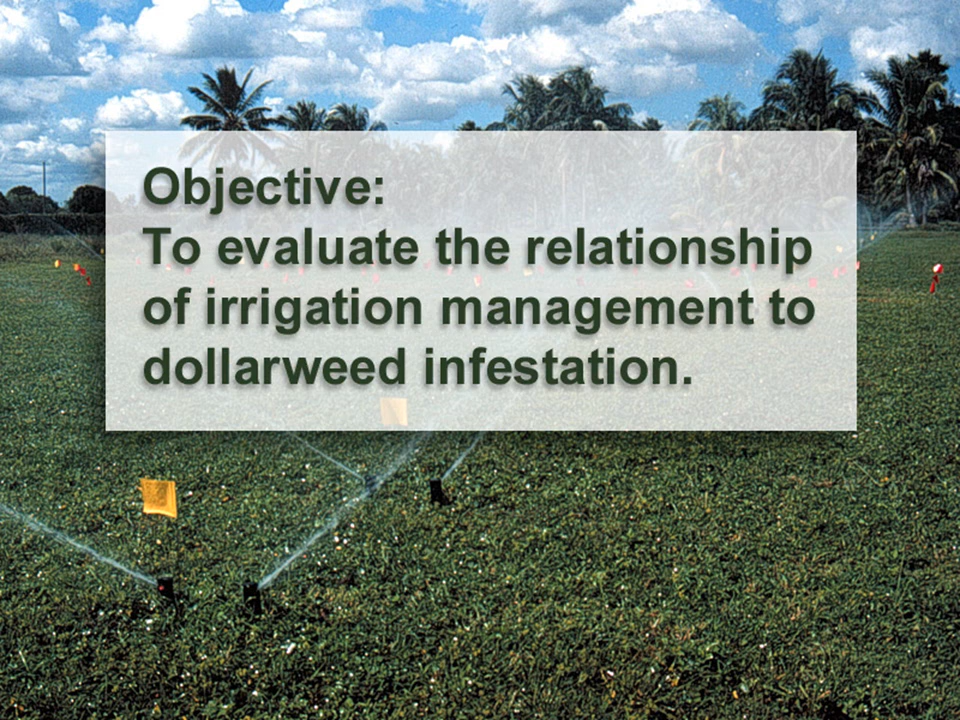 Objective:
To evaluate the relationship
of irrigation management to
dollarweed infestation.